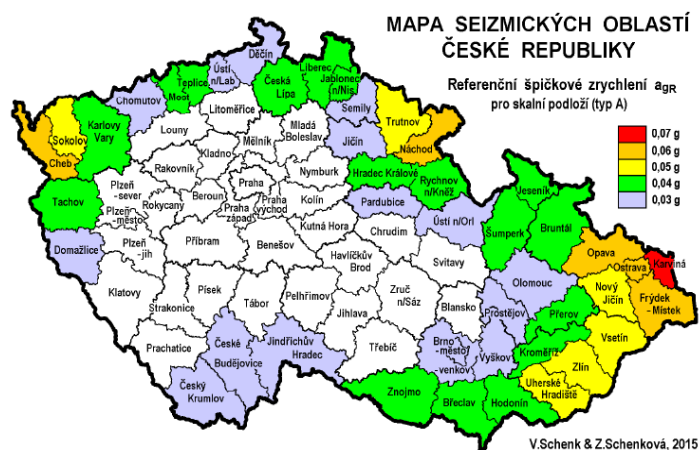 MAPA SEIZMICKÝCH OBLASTÍ
ČESKÉ REPUBLIKY
Referenční špičkové zrychlení agR
pro skalní podloží (typ A)
0,07 g
0,06 g
0,05 g
0,04 g
0,03 g
Děčín
Ústí
n/Lab
Teplice
Most
Chomutov
Česká
Lípa
Liberec
Jablonec
n/Nis
Semily
Trutnov
Náchod
Jičín
Litoměřice
Louny
Mělník
Mladá
Boleslav
Karlovy
Vary
Sokolov
Cheb
Kladno
Rakovník
Nymburk
Hradec Králové
Rychnov
n/Kněž
Praha
Praha
západ
Praha
východ
Beroun
Kolín
Pardubice
Ústí n/Orl
Tachov
Plzeň
-sever
Plzeň
-město
Rokycany
Kutná Hora
Chrudim
Šumperk
Jeseník
Bruntál
Domažlice
Plzeň
-jih
Příbram
Benešov
Havlíčkův
Brod
Svitavy
Olomouc
Opava
Ostrava
Karviná
Klatovy
Strakonice
Písek
Tábor
Pelhřimov
Zruč
n/Sáz
Blansko
Prostějov
Přerov
Nový
Jičín
Frýdek
-Místek
Prachatice
České
Budějovice
Jindřichův
Hradec
Jihlava
Třebíč
Brno
-město
-venkov
Vyškov
Kroměříž
Vsetín
Zlín
Český
Krumlov
Znojmo
Břeclav
Hodonín
Uherské
Hradiště
V.Schenk & Z.Schenková, 2015